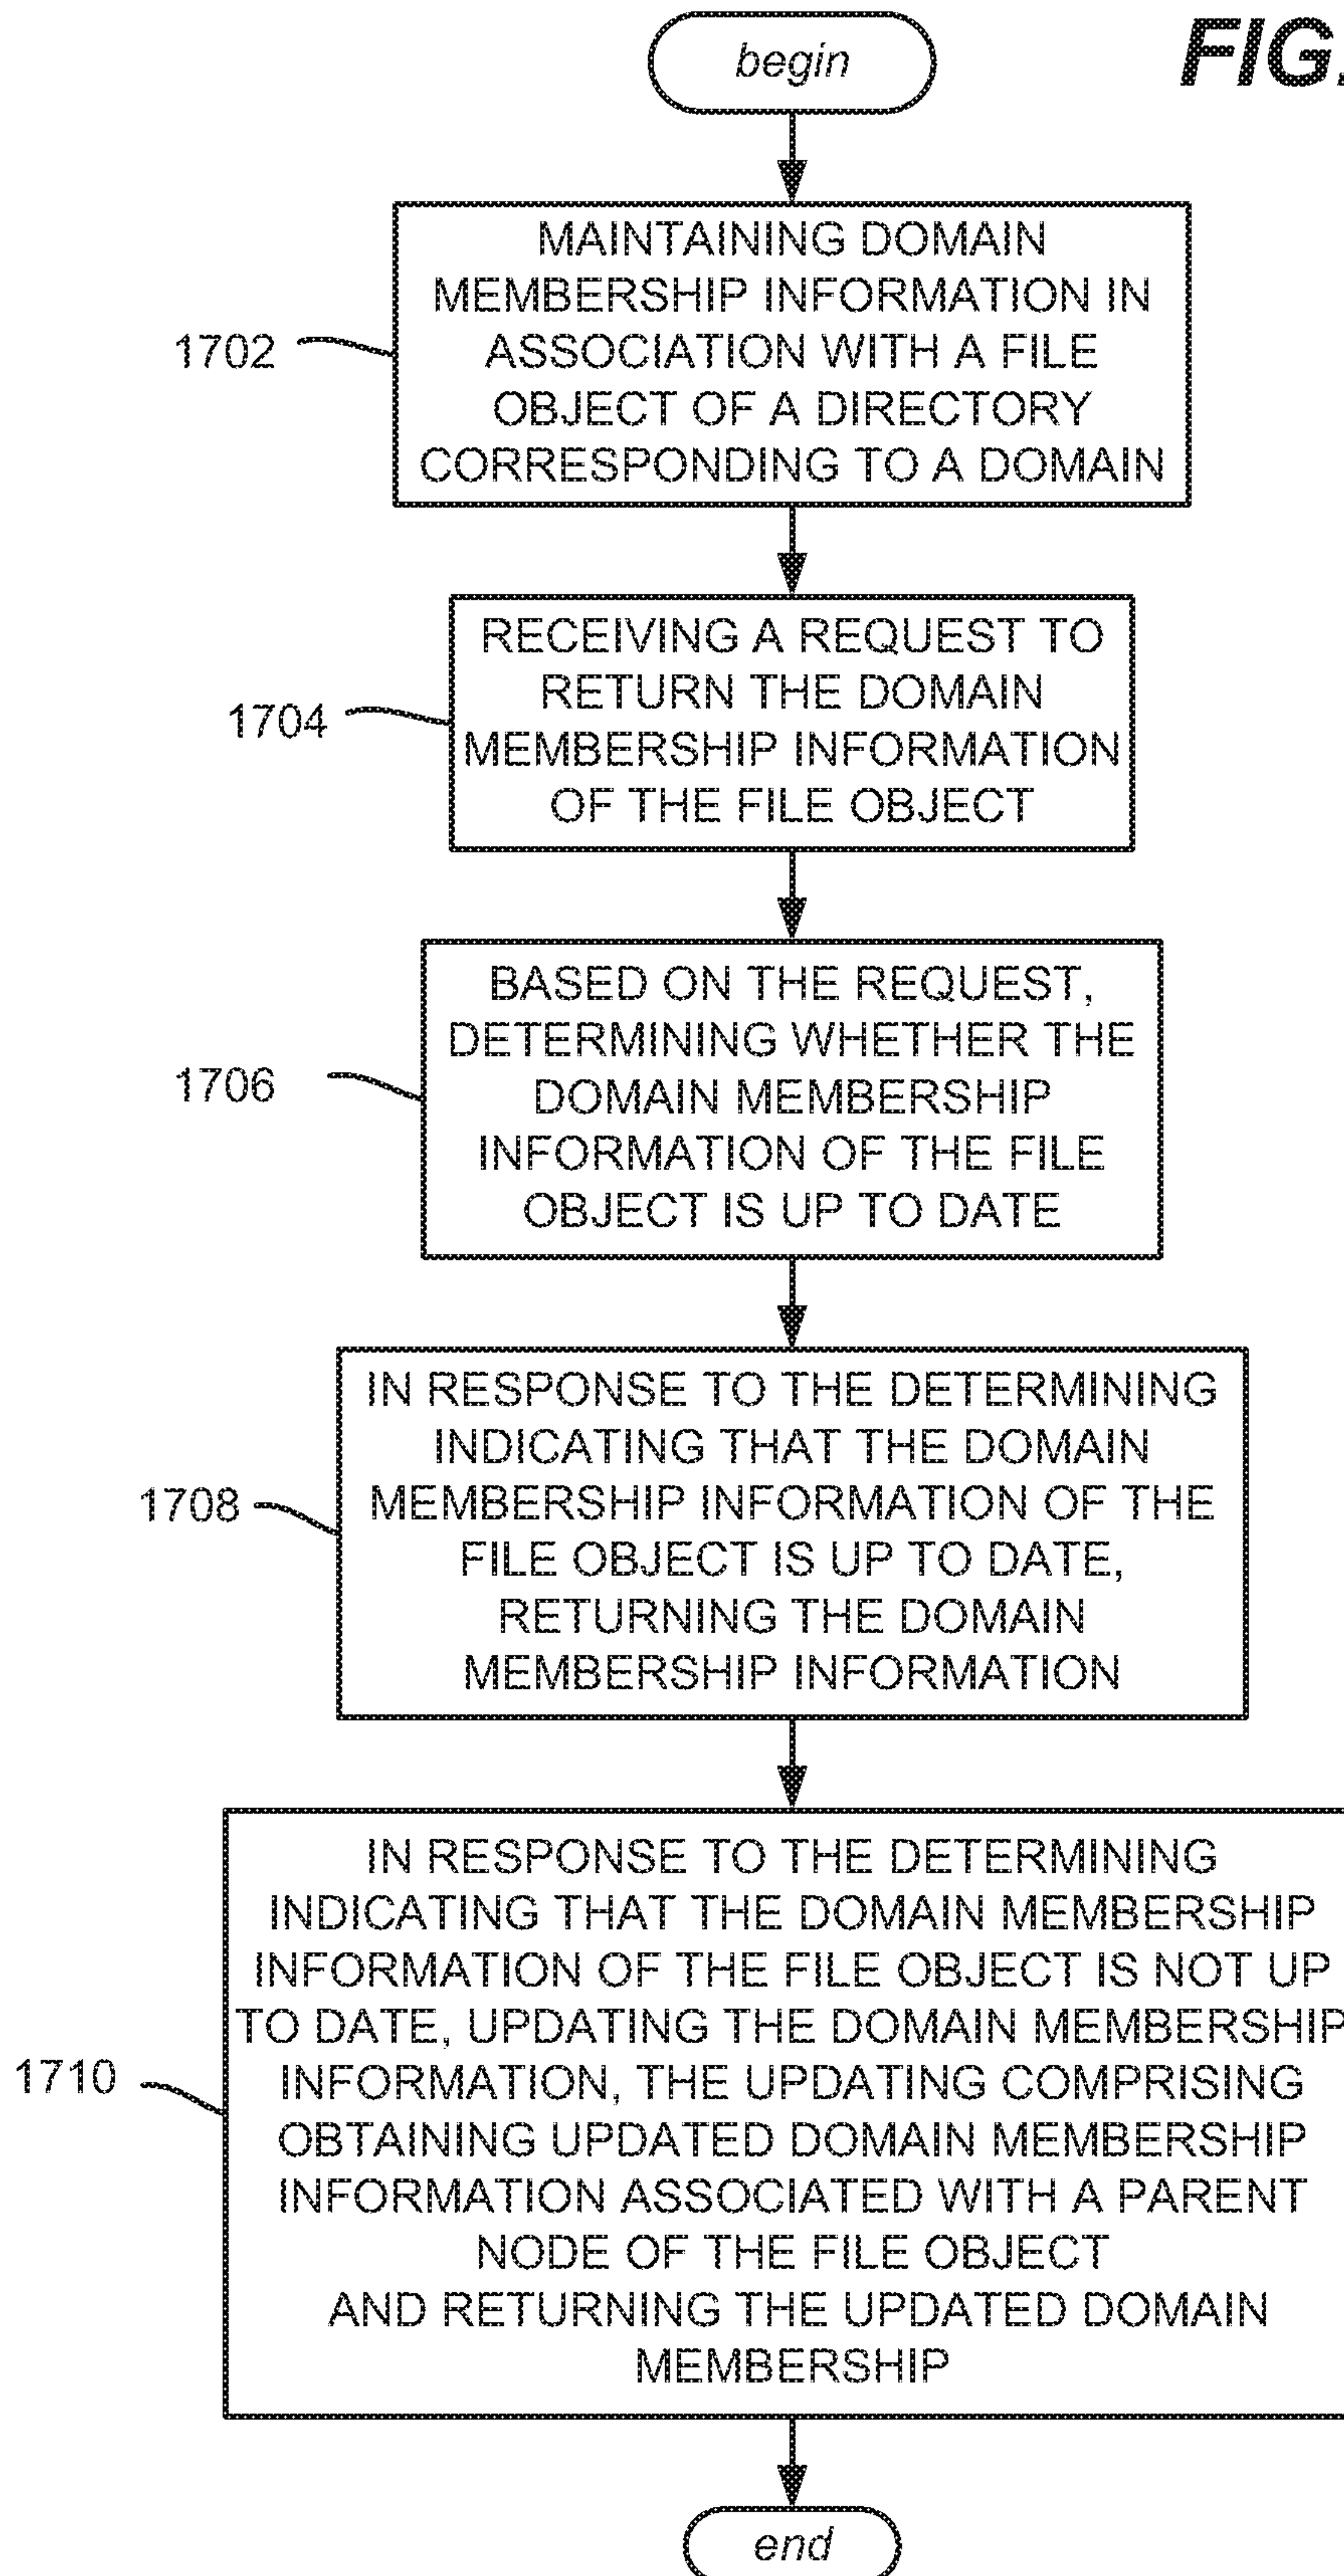 begin
FIG.
MAINTAINING DOMAIN
MEMBERSHIP INFORMATION IN
ASSOCIATION WITH A FILE
OBJECT OF A DIRECTORY
CORRESPONDING TO A DOMAIN
1702
RECEIVING A REQUEST TO
RETURN THE DOMAIN
MEMBERSHIP INFORMATION
OF THE FILE OBJECT
1704
BASED ON THE REQUEST,
DETERMINING WHETHER THE
DOMAIN MEMBERSHIP
INFORMATION OF THE FILE
OBJECT IS UP TO DATE
1706
IN RESPONSE TO THE DETERMINING
INDICATING THAT THE DOMAIN
MEMBERSHIP INFORMATION OF THE
FILE OBJECT IS UP TO DATE,
RETURNING THE DOMAIN
MEMBERSHIP INFORMATION
1708
IN RESPONSE TO THE DETERMINING
INDICATING THAT THE DOMAIN MEMBERSHIP
INFORMATION OF THE FILE OBJECT IS NOT UP
TO DATE, UPDATING THE DOMAIN MEMBERSHIP
INFORMATION, THE UPDATING COMPRISING
OBTAINING UPDATED DOMAIN MEMBERSHIP
INFORMATION ASSOCIATED WITH A PARENT
NODE OF THE FILE OBJECT
AND RETURNING THE UPDATED DOMAIN
MEMBERSHIP
1710
end